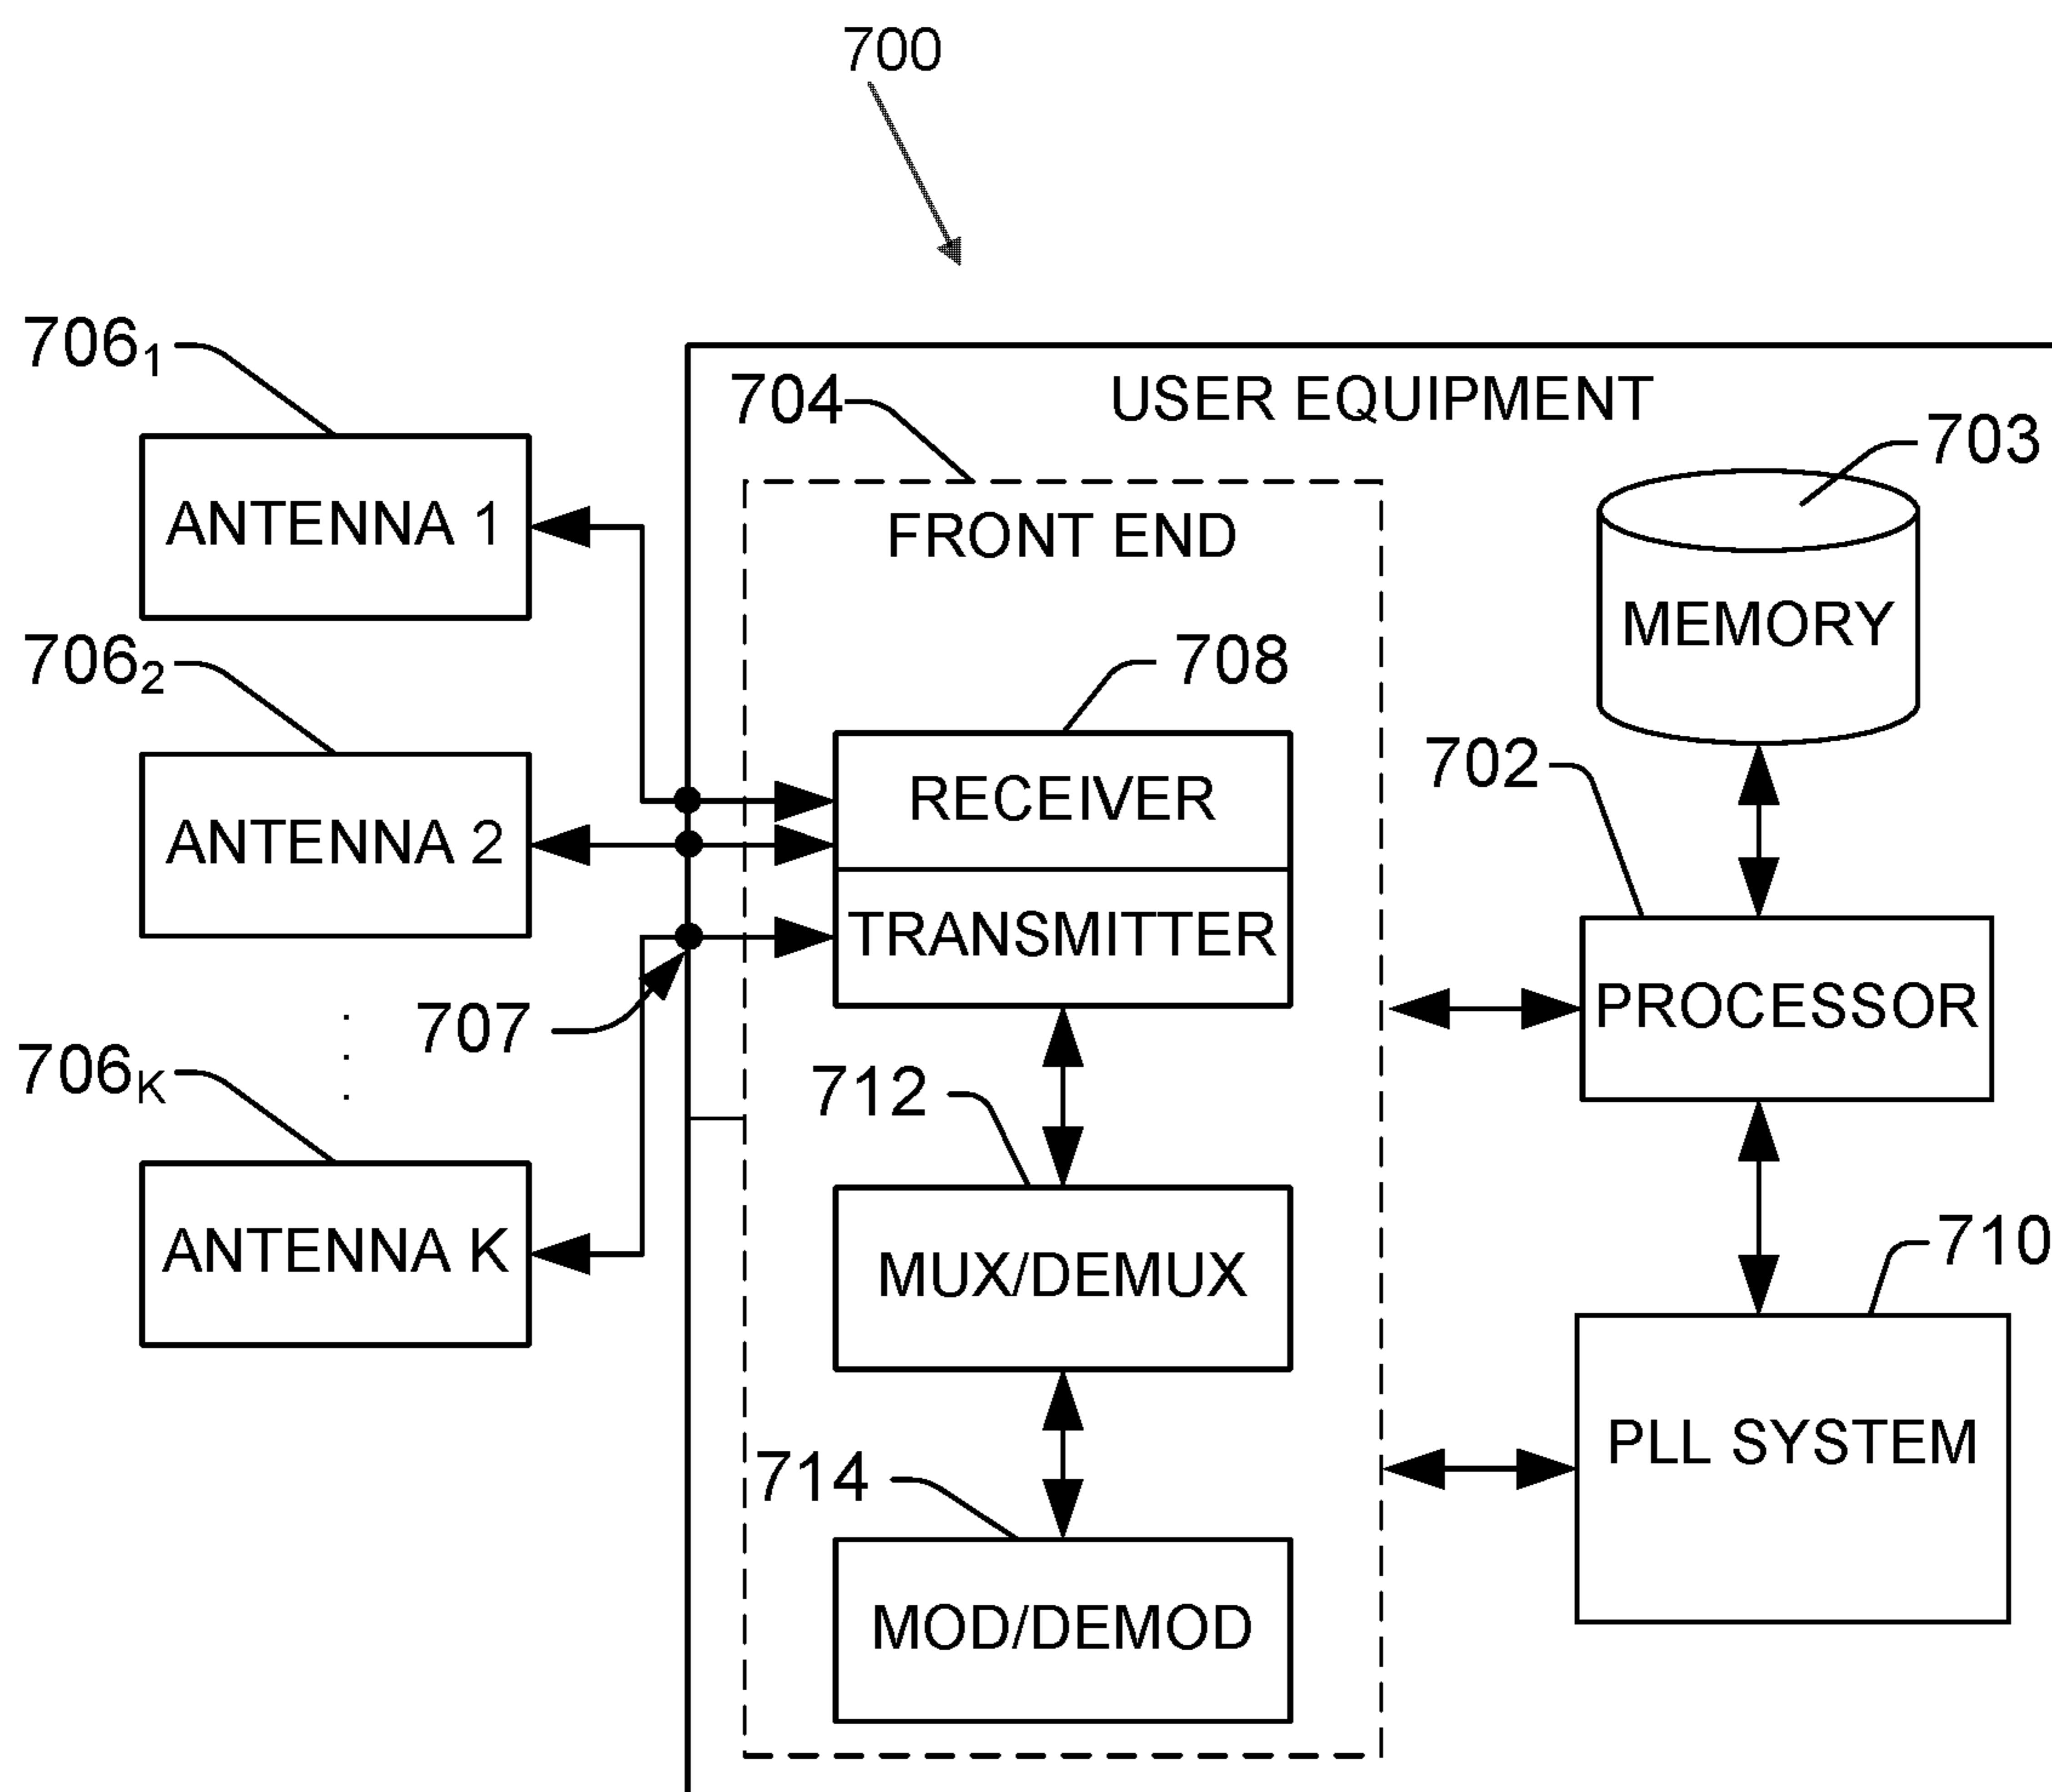 700
706₁
704
USER EQUIPMENT
703
ANTENNA 1
FRONT END
MEMORY
706₂
708
702
RECEIVER
ANTENNA 2
TRANSMITTER
PROCESSOR
707
706ₖ
712
ANTENNA K
MUX/DEMUX
710
PLL SYSTEM
714
MOD/DEMOD